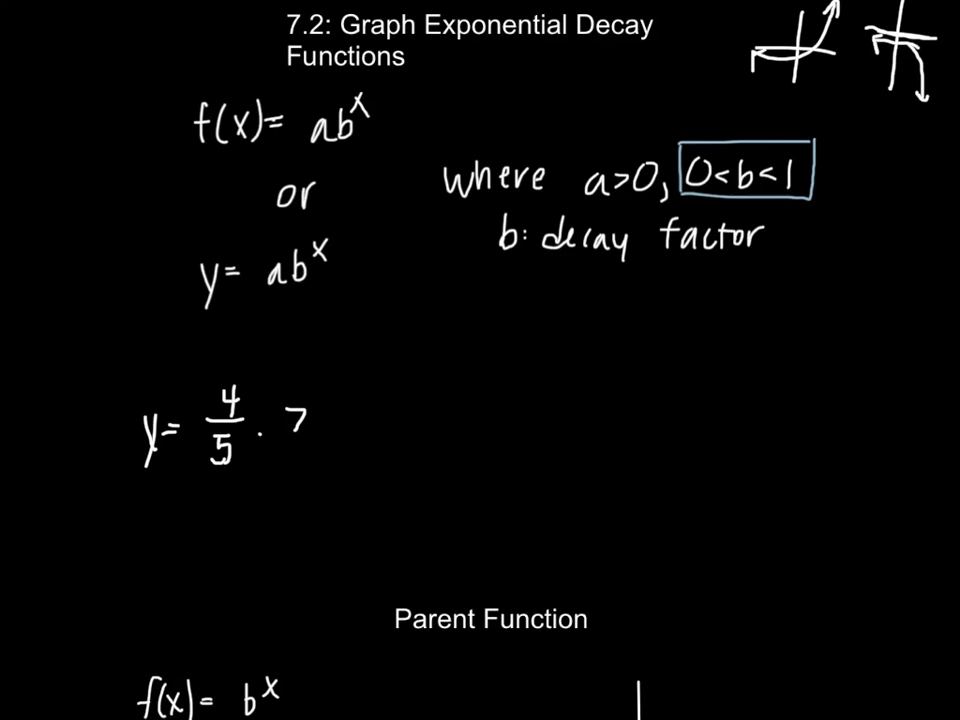 7.2: Graph Exponential Decay
Functions
f(x)= ab^x
or
y= ab^x
where a>0, 0<b<1
b: decay factor
y= 4/5 · 7
Parent Function
f(x)= b^x